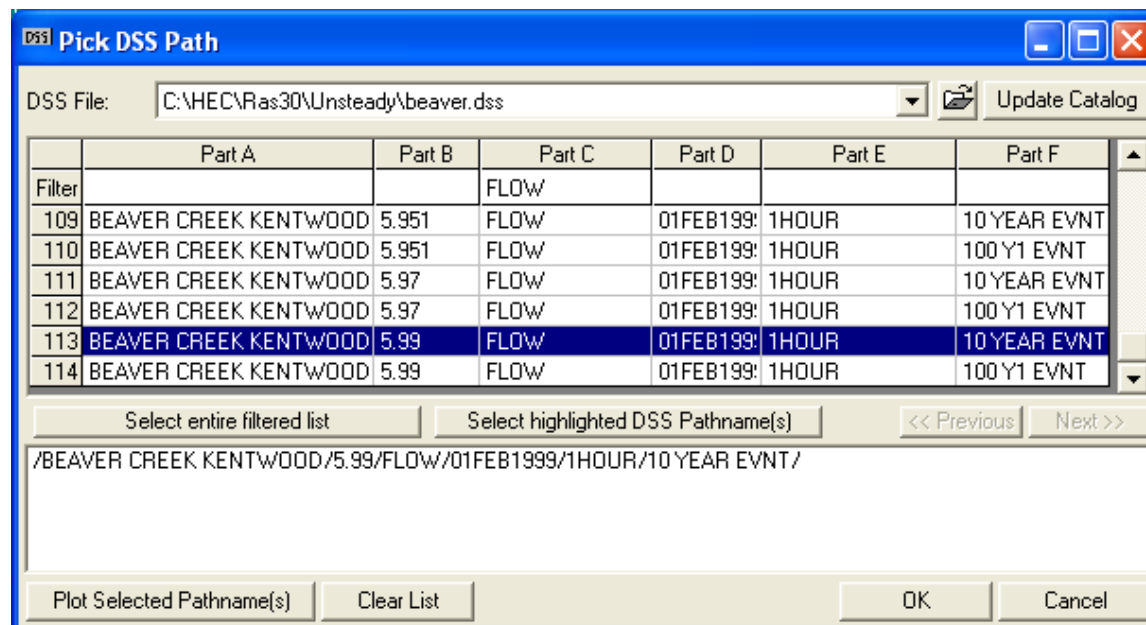 DSS Pick DSS Path
DSS File: C:\HEC\Ras30\Unsteady\beaver.dss Update Catalog
Part A Part B Part C Part D Part E Part F
Filter FLOW
109 BEAVER CREEK KENTWOOD 5.951 FLOW 01FEB199 1HOUR 10 YEAR EVNT
110 BEAVER CREEK KENTWOOD 5.951 FLOW 01FEB199 1HOUR 100 Y1 EVNT
111 BEAVER CREEK KENTWOOD 5.97 FLOW 01FEB199 1HOUR 10 YEAR EVNT
112 BEAVER CREEK KENTWOOD 5.97 FLOW 01FEB199 1HOUR 100 Y1 EVNT
113 BEAVER CREEK KENTWOOD 5.99 FLOW 01FEB199 1HOUR 10 YEAR EVNT
114 BEAVER CREEK KENTWOOD 5.99 FLOW 01FEB199 1HOUR 100 Y1 EVNT
Select entire filtered list Select highlighted DSS Pathname(s) << Previous Next >>
/BEAVER CREEK KENTWOOD/5.99/FLOW/01FEB1999/1HOUR/10 YEAR EVNT/
Plot Selected Pathname(s) Clear List OK Cancel